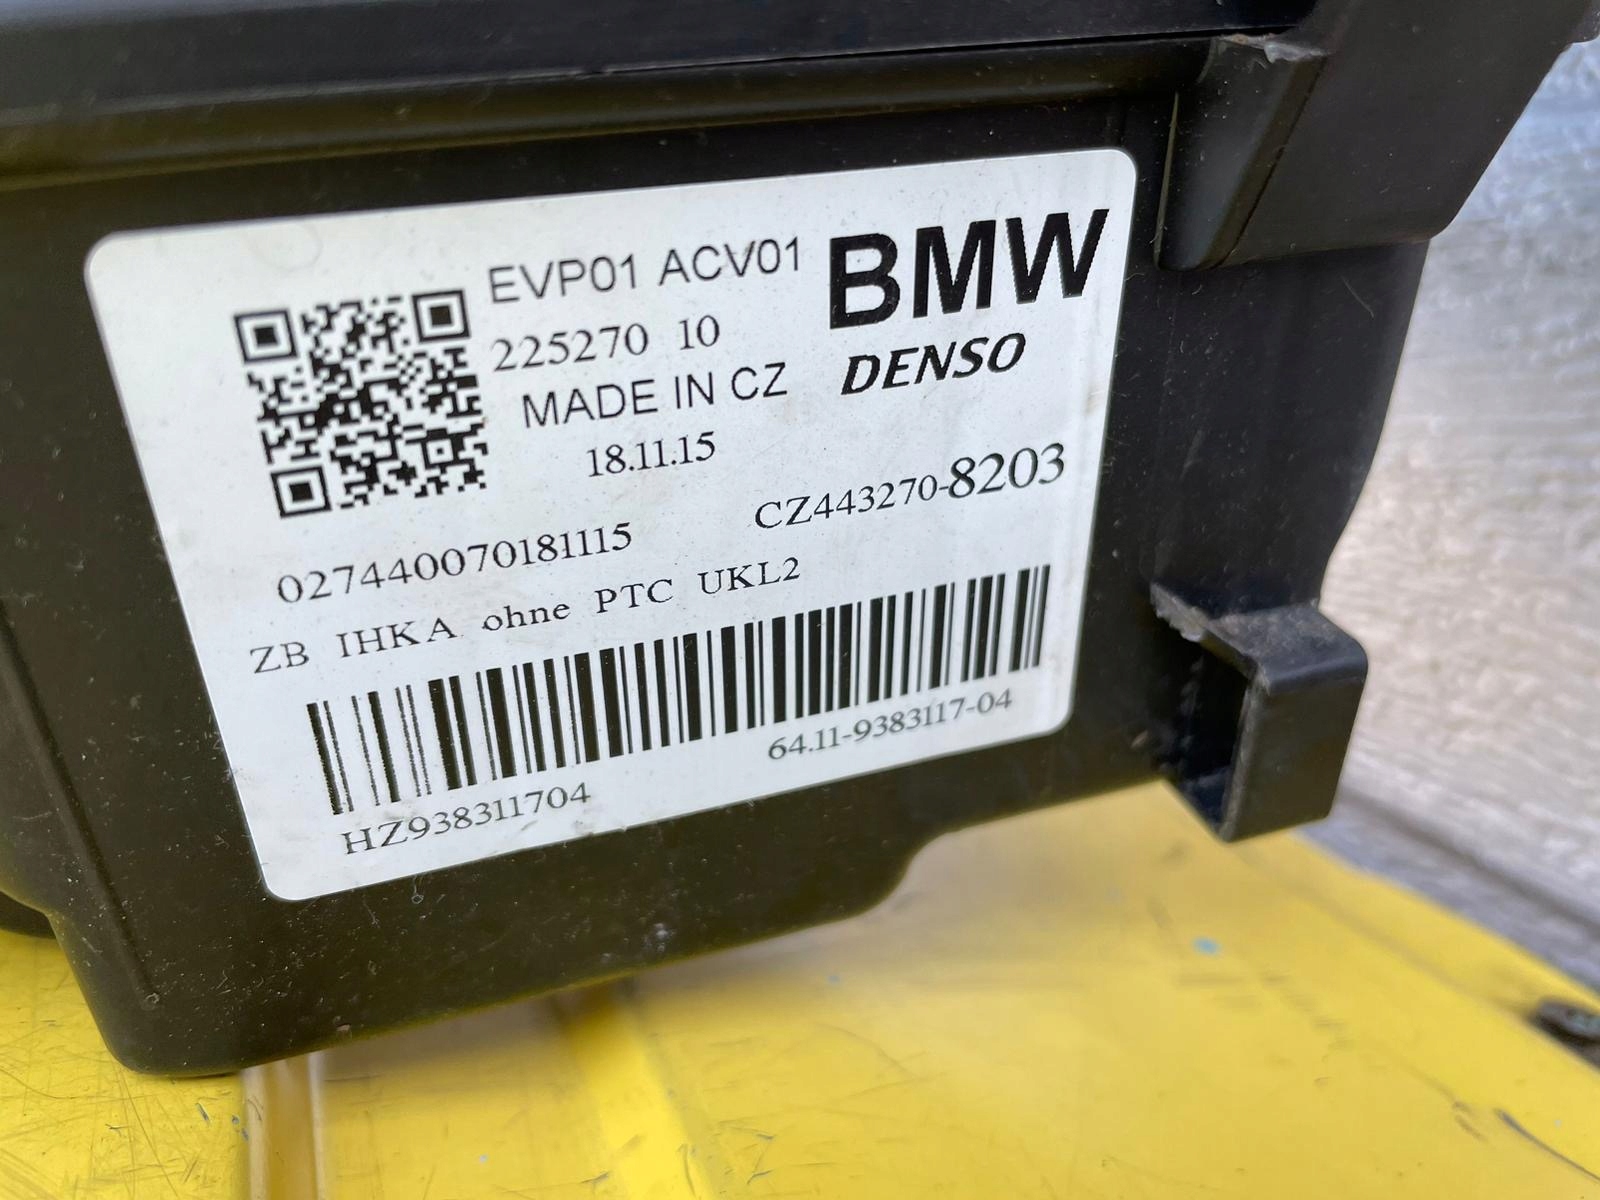 EVP01 ACV01
BMW
225270 10
DENSO
MADE IN CZ
18.11.15
027440070181115
CZ443270-8203
ZB IHKA ohne PTC UKL2
64.11-9383117-04
HZ938311704